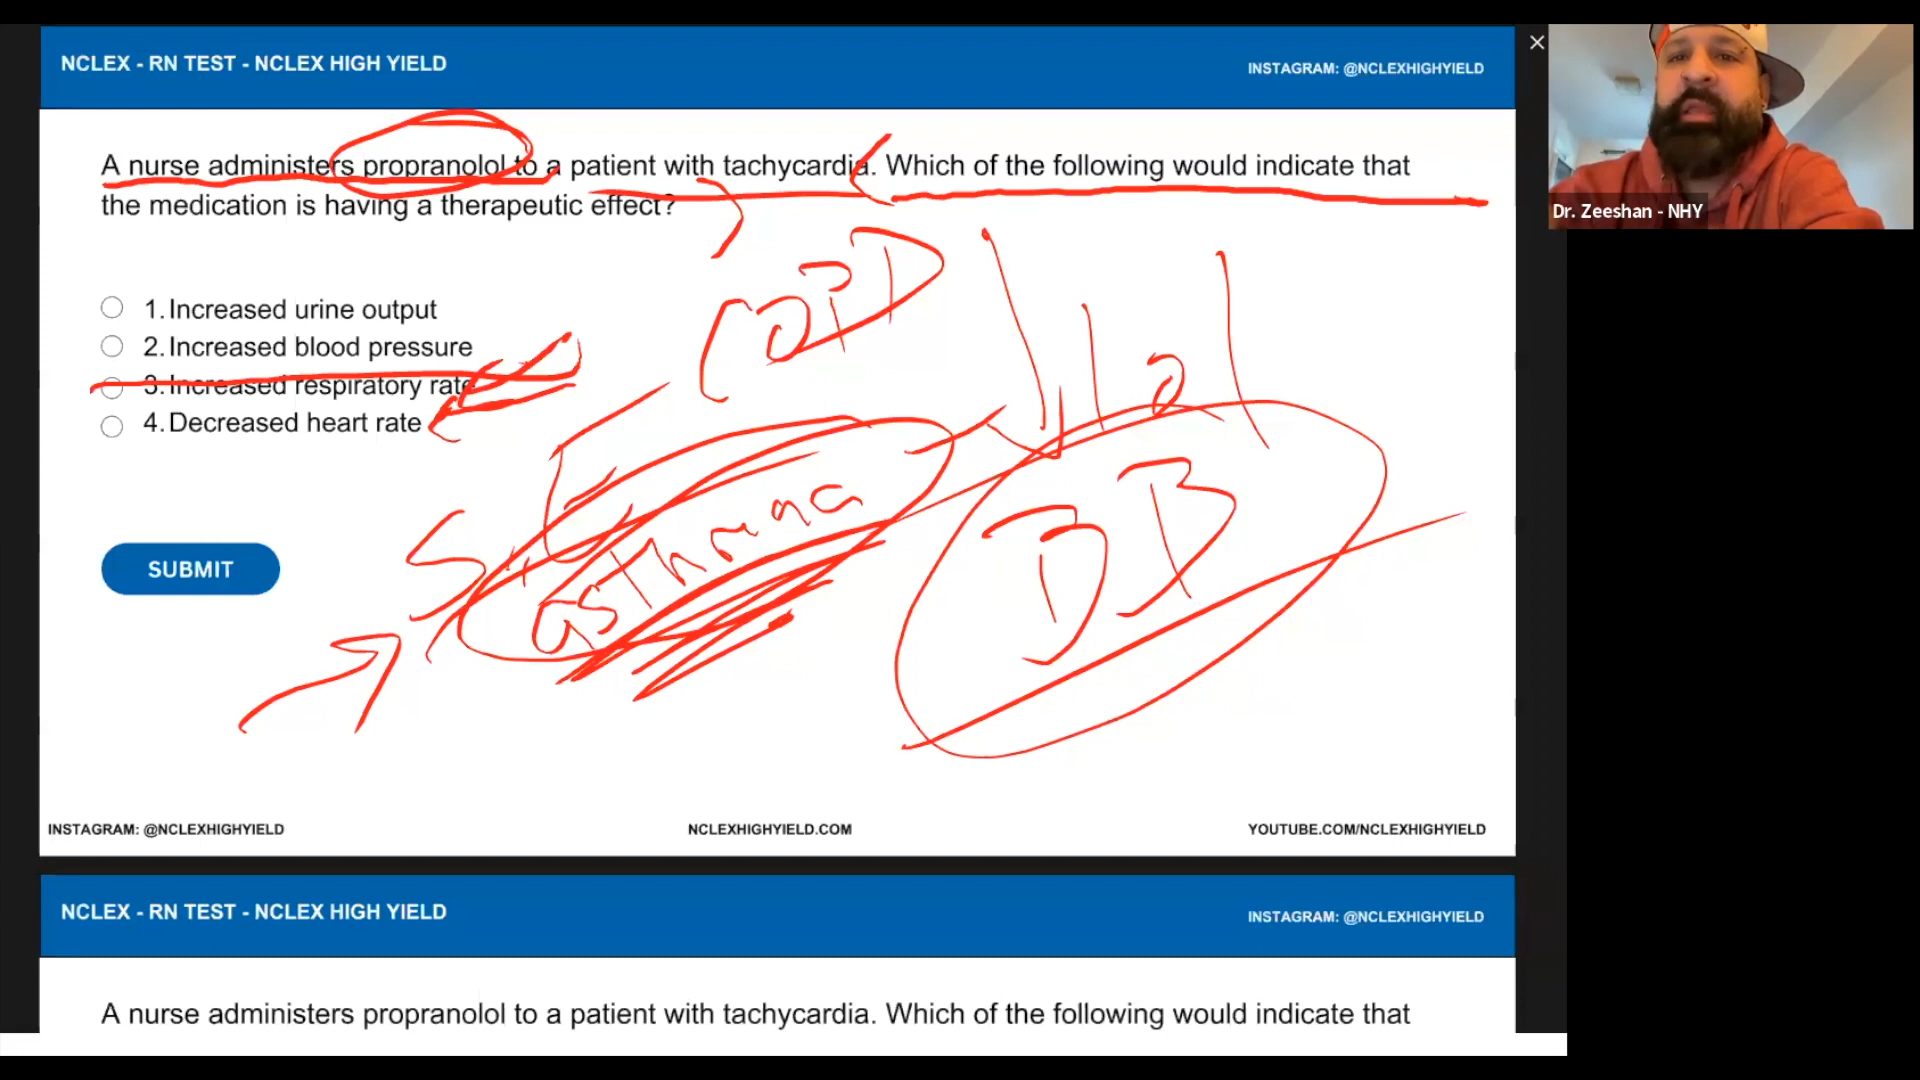 NCLEX - RN TEST - NCLEX HIGH YIELD
INSTAGRAM: @NCLEXHIGHYIELD
Dr. Zeeshan - NHY
A nurse administers propranolol to a patient with tachycardia. Which of the following would indicate that
the medication is having a therapeutic effect?
COPD
1. Increased urine output
2. Increased blood pressure
3. Increased respiratory rate
4. Decreased heart rate
asthma
BB
SUBMIT
INSTAGRAM: @NCLEXHIGHYIELD
NCLEXHIGHYIELD.COM
YOUTUBE.COM/NCLEXHIGHYIELD
NCLEX - RN TEST - NCLEX HIGH YIELD
INSTAGRAM: @NCLEXHIGHYIELD
A nurse administers propranolol to a patient with tachycardia. Which of the following would indicate that